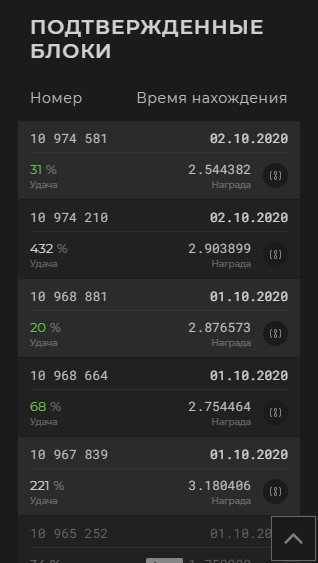 ПОДТВЕРЖДЕННЫЕ
БЛОКИ
Номер Время нахождения
10 974 581 02.10.2020
31 % 2.544382
Удача Награда
10 974 210 02.10.2020
432 % 2.903899
Удача Награда
10 968 881 01.10.2020
20 % 2.876573
Удача Награда
10 968 664 01.10.2020
68 % 2.754464
Удача Награда
10 967 839 01.10.2020
221 % 3.180406
Удача Награда
10 965 252 01.10.20